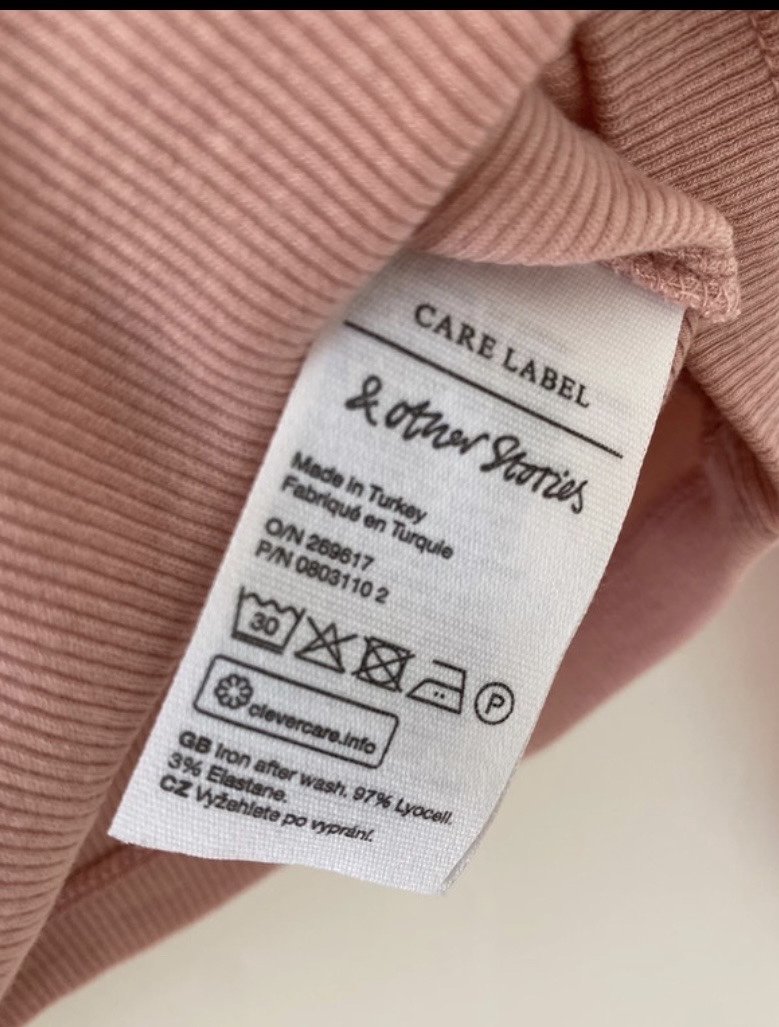 CARE LABEL
& other Stories
Made in Turkey
Fabriqué en Turquie
O/N 269617
P/N 0803110 2
30
P
clevercare.info
GB Iron after wash. 97% Lyocell.
3% Elastane.
CZ Vyžehlete po vyprání.